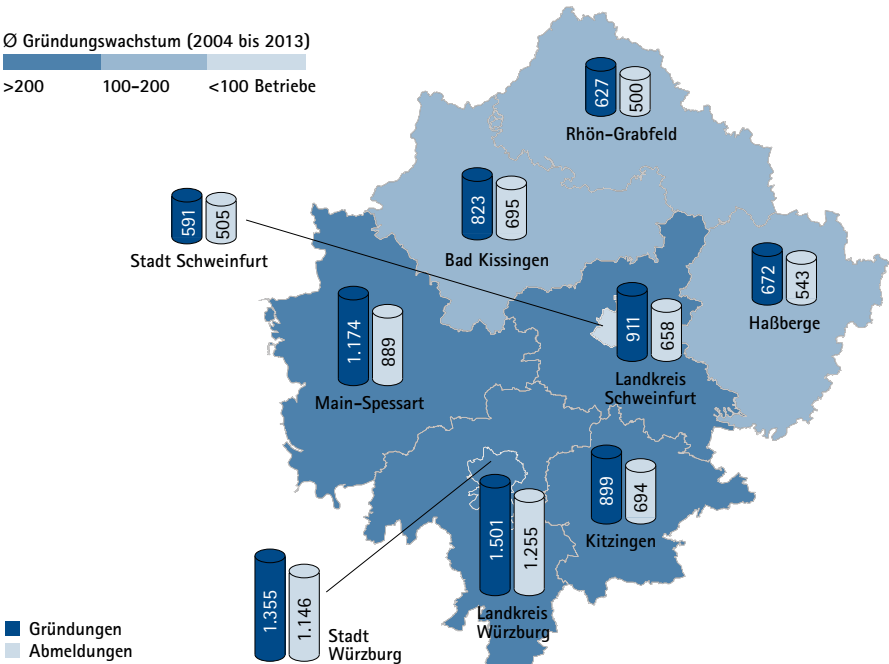 Ø Gründungswachstum (2004 bis 2013)
>200 100-200 <100 Betriebe
627 500
Rhön-Grabfeld
591 505
Stadt Schweinfurt
823 695
Bad Kissingen
672 543
Haßberge
1.174 889
Main-Spessart
911 658
Landkreis
Schweinfurt
899 694
Kitzingen
1.501 1.255
Landkreis
Würzburg
1.355 1.146
Stadt
Würzburg
Gründungen
Abmeldungen